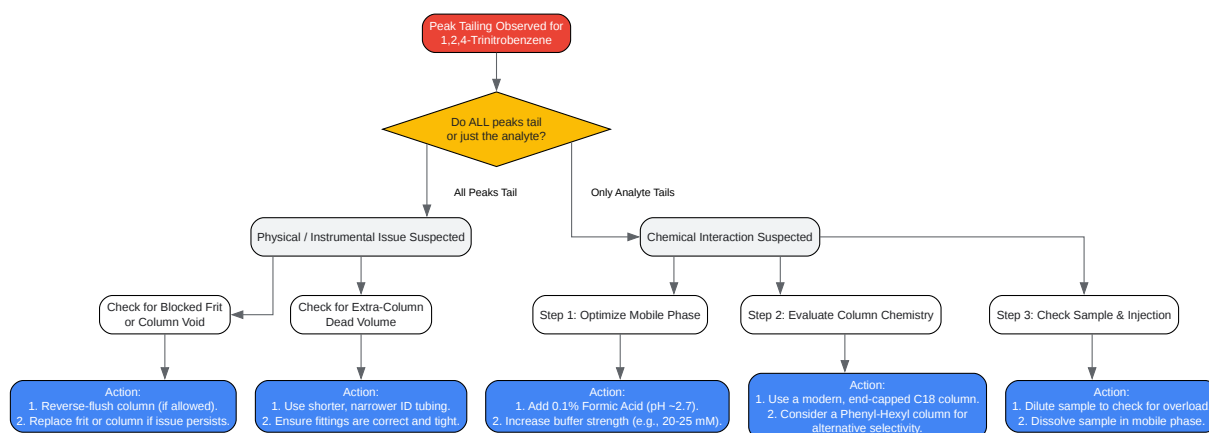 Peak Tailing Observed for
1,2,4-Trinitrobenzene
Do ALL peaks tail
or just the analyte?
All Peaks Tail
Only Analyte Tails
Physical / Instrumental Issue Suspected
Chemical Interaction Suspected
Check for Blocked Frit
or Column Void
Check for Extra-Column
Dead Volume
Step 1: Optimize Mobile Phase
Step 2: Evaluate Column Chemistry
Step 3: Check Sample & Injection
Action:
1. Reverse-flush column (if allowed).
2. Replace frit or column if issue persists.
Action:
1. Use shorter, narrower ID tubing.
2. Ensure fittings are correct and tight.
Action:
1. Add 0.1% Formic Acid (pH ~2.7).
2. Increase buffer strength (e.g., 20-25 mM).
Action:
1. Use a modern, end-capped C18 column.
2. Consider a Phenyl-Hexyl column for
alternative selectivity.
Action:
1. Dilute sample to check for overload.
2. Dissolve sample in mobile phase.